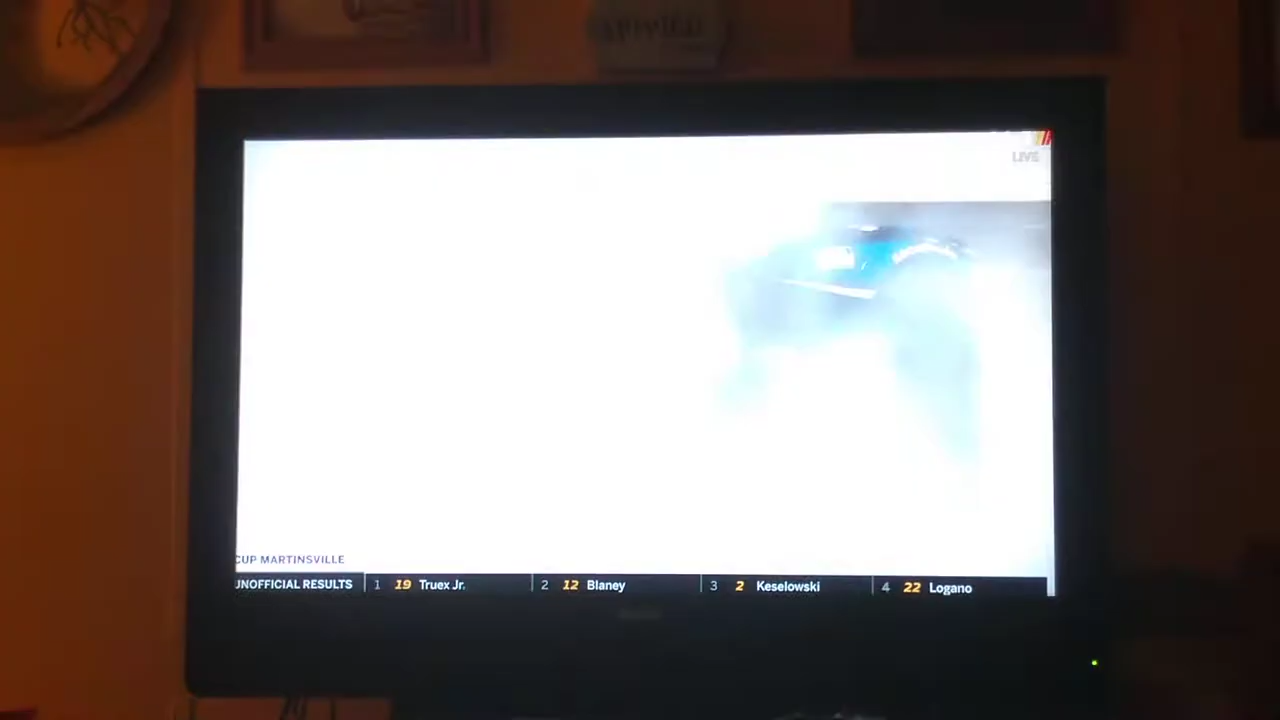 LIVE
CUP MARTINSVILLE
UNOFFICIAL RESULTS 1 19 Truex Jr. 2 12 Blaney 3 2 Keselowski 4 22 Logano